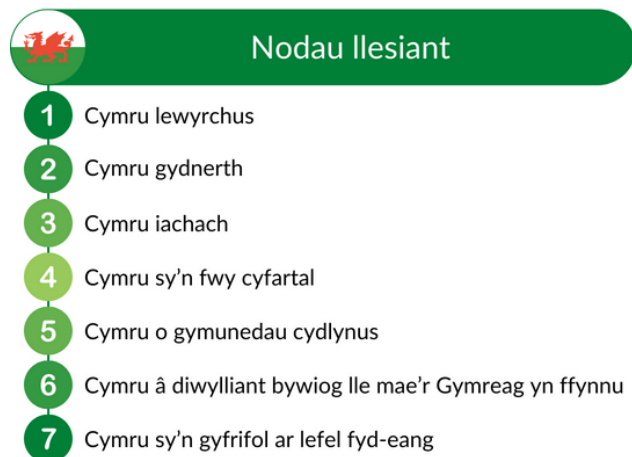 Nodau llesiant
1 Cymru lewyrchus
2 Cymru gydnerth
3 Cymru iachach
4 Cymru sy'n fwy cyfartal
5 Cymru o gymunedau cydlynus
6 Cymru â diwylliant bywiog lle mae'r Gymreag yn ffynnu
7 Cymru sy'n gyfrifol ar lefel fyd-eang